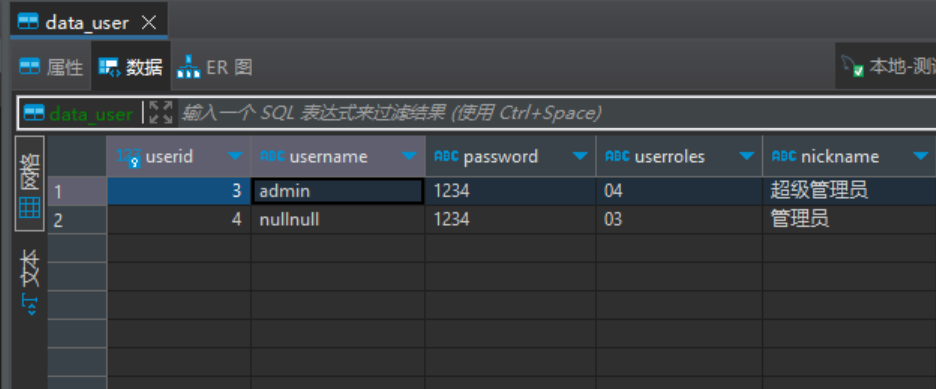 data_user
属性 数据 ER 图 本地-测试
data_user 输入一个 SQL 表达式来过滤结果 (使用 Ctrl+Space)
网格
文本
123 userid ABC username ABC password ABC userroles ABC nickname
1 3 admin 1234 04 超级管理员
2 4 nullnull 1234 03 管理员